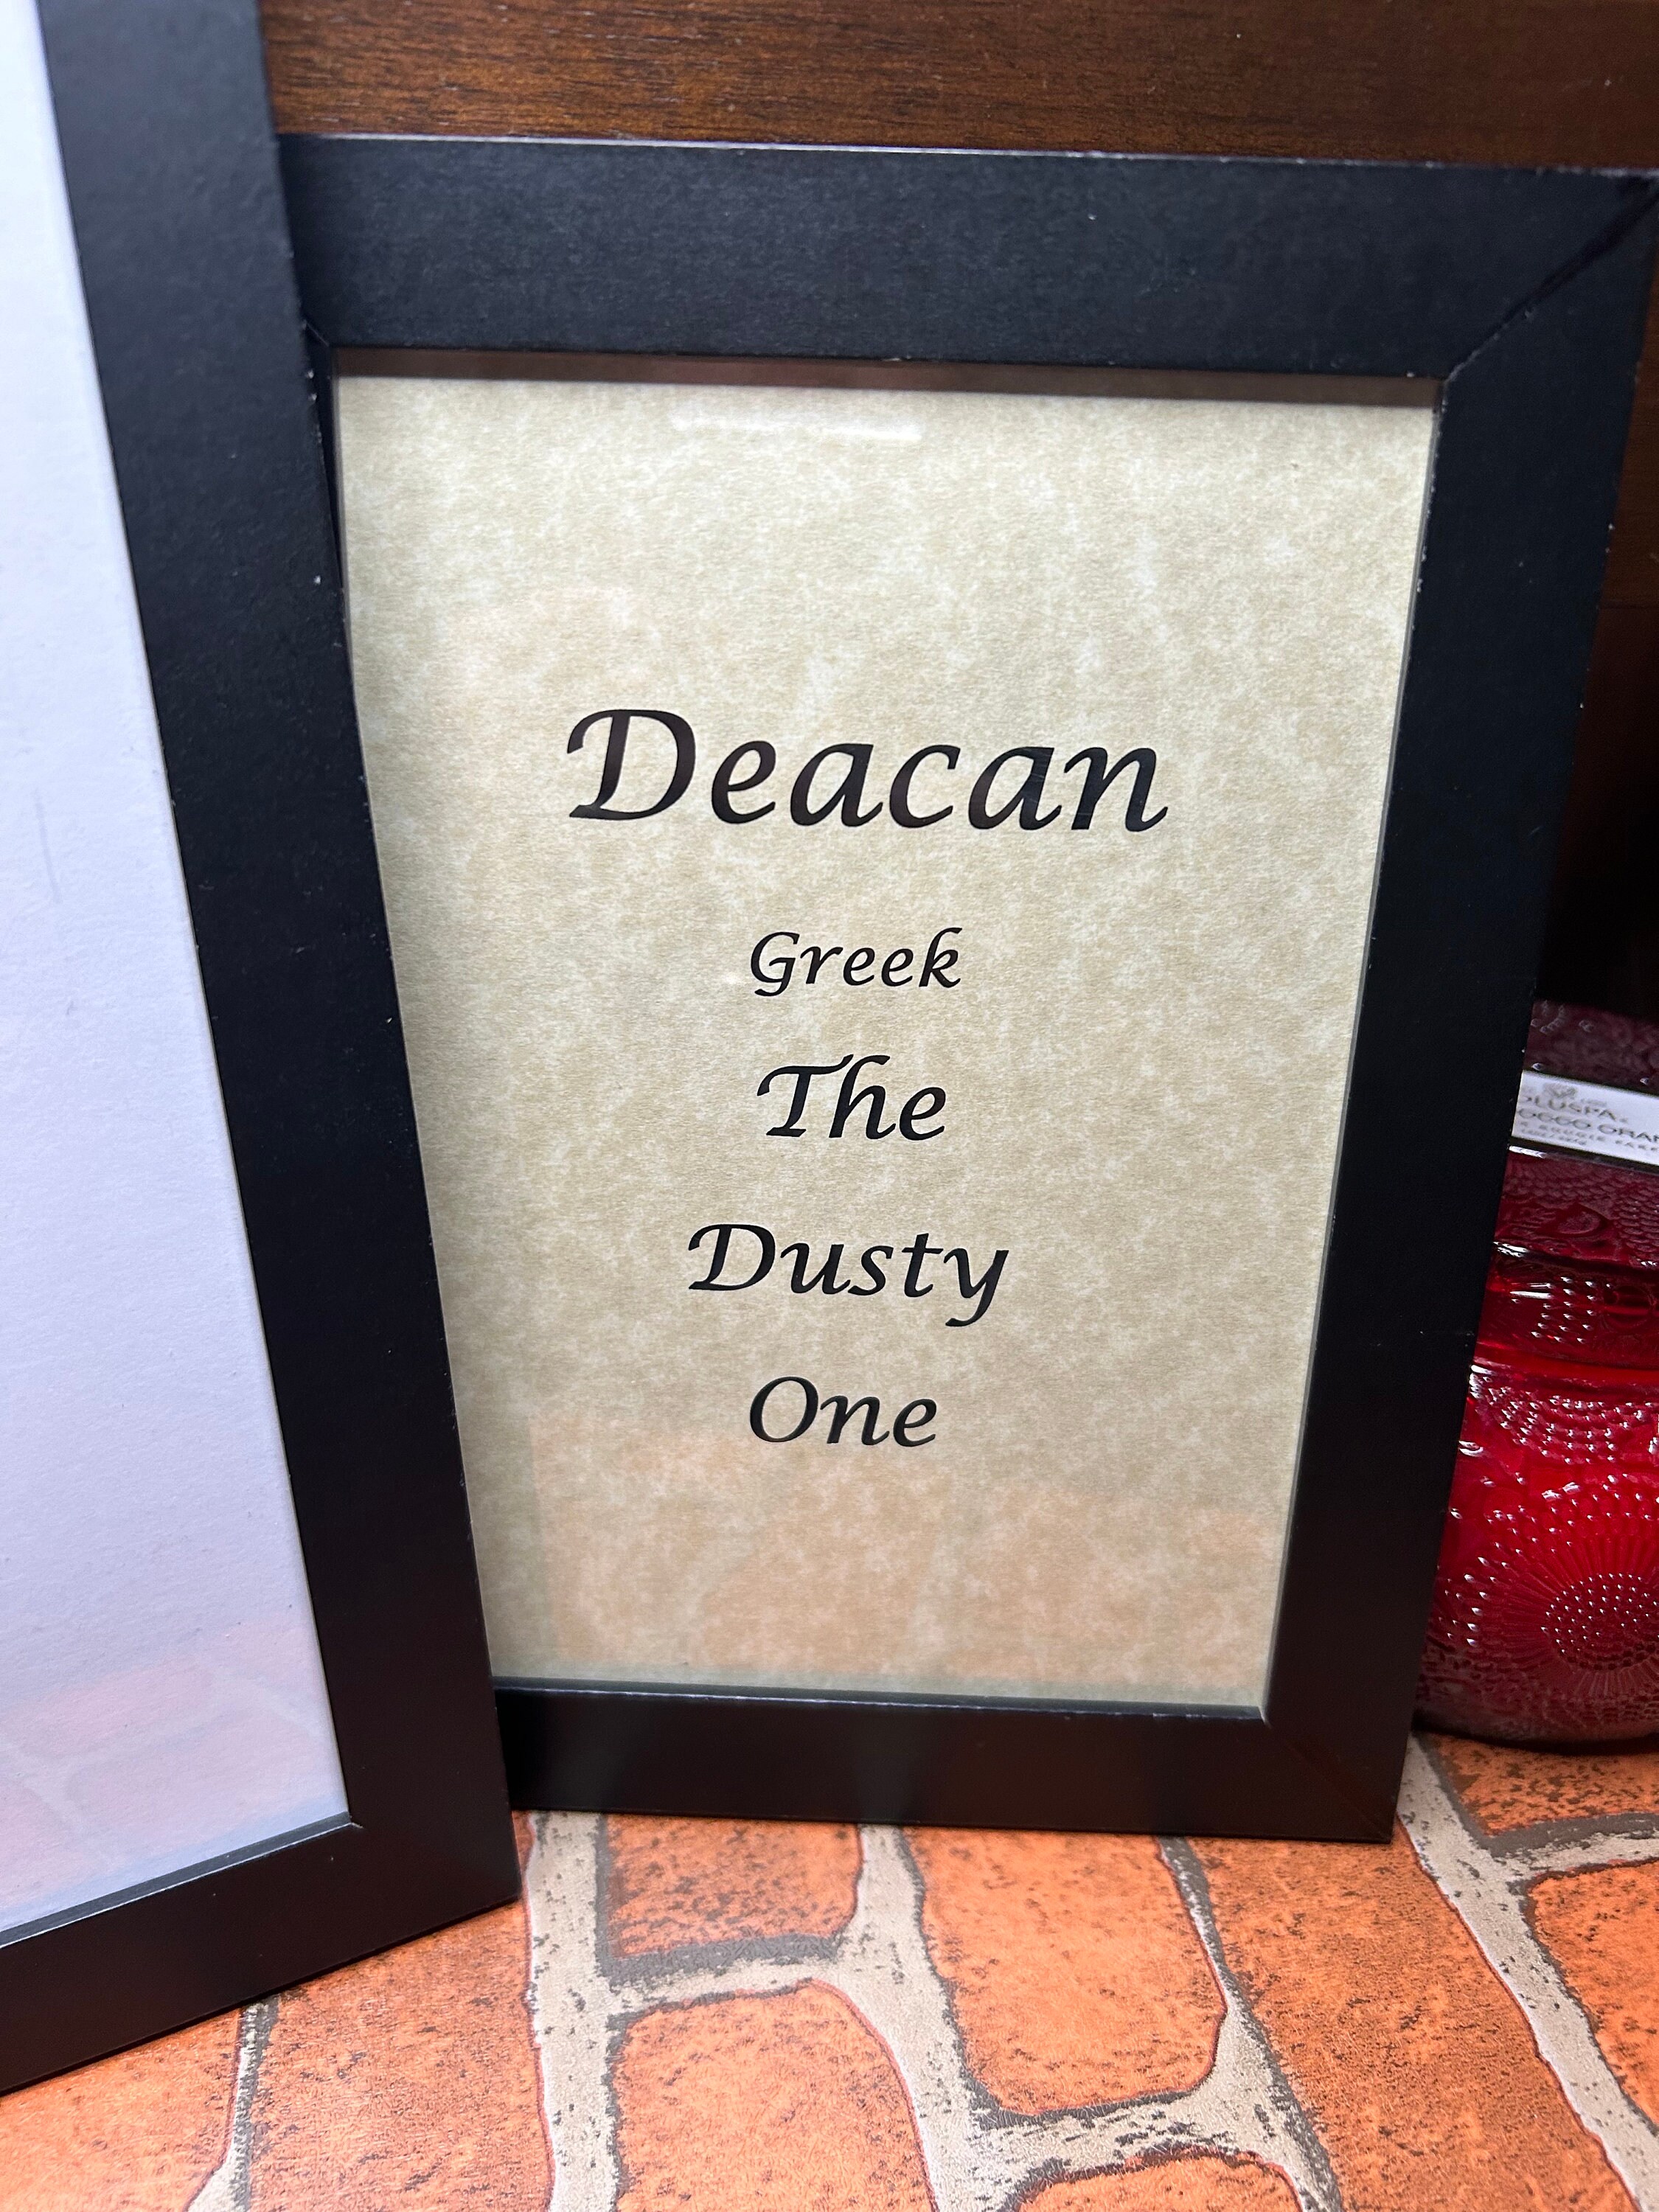 Deacan
Greek
The
Dusty
One